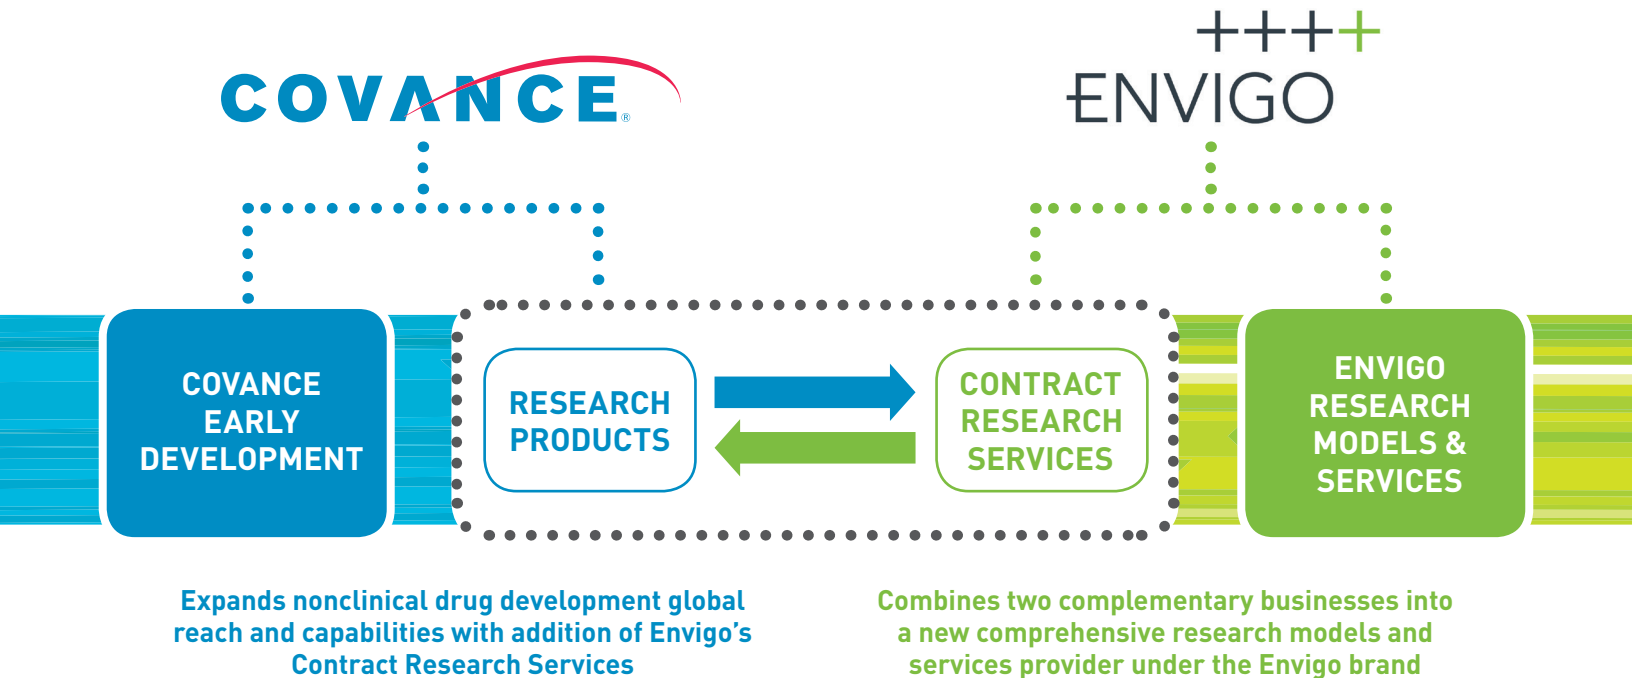 COVANCE®
++++
ENVIGO
COVANCE
EARLY
DEVELOPMENT
RESEARCH
PRODUCTS
CONTRACT
RESEARCH
SERVICES
ENVIGO
RESEARCH
MODELS &
SERVICES
Expands nonclinical drug development global
reach and capabilities with addition of Envigo’s
Contract Research Services
Combines two complementary businesses into
a new comprehensive research models and
services provider under the Envigo brand